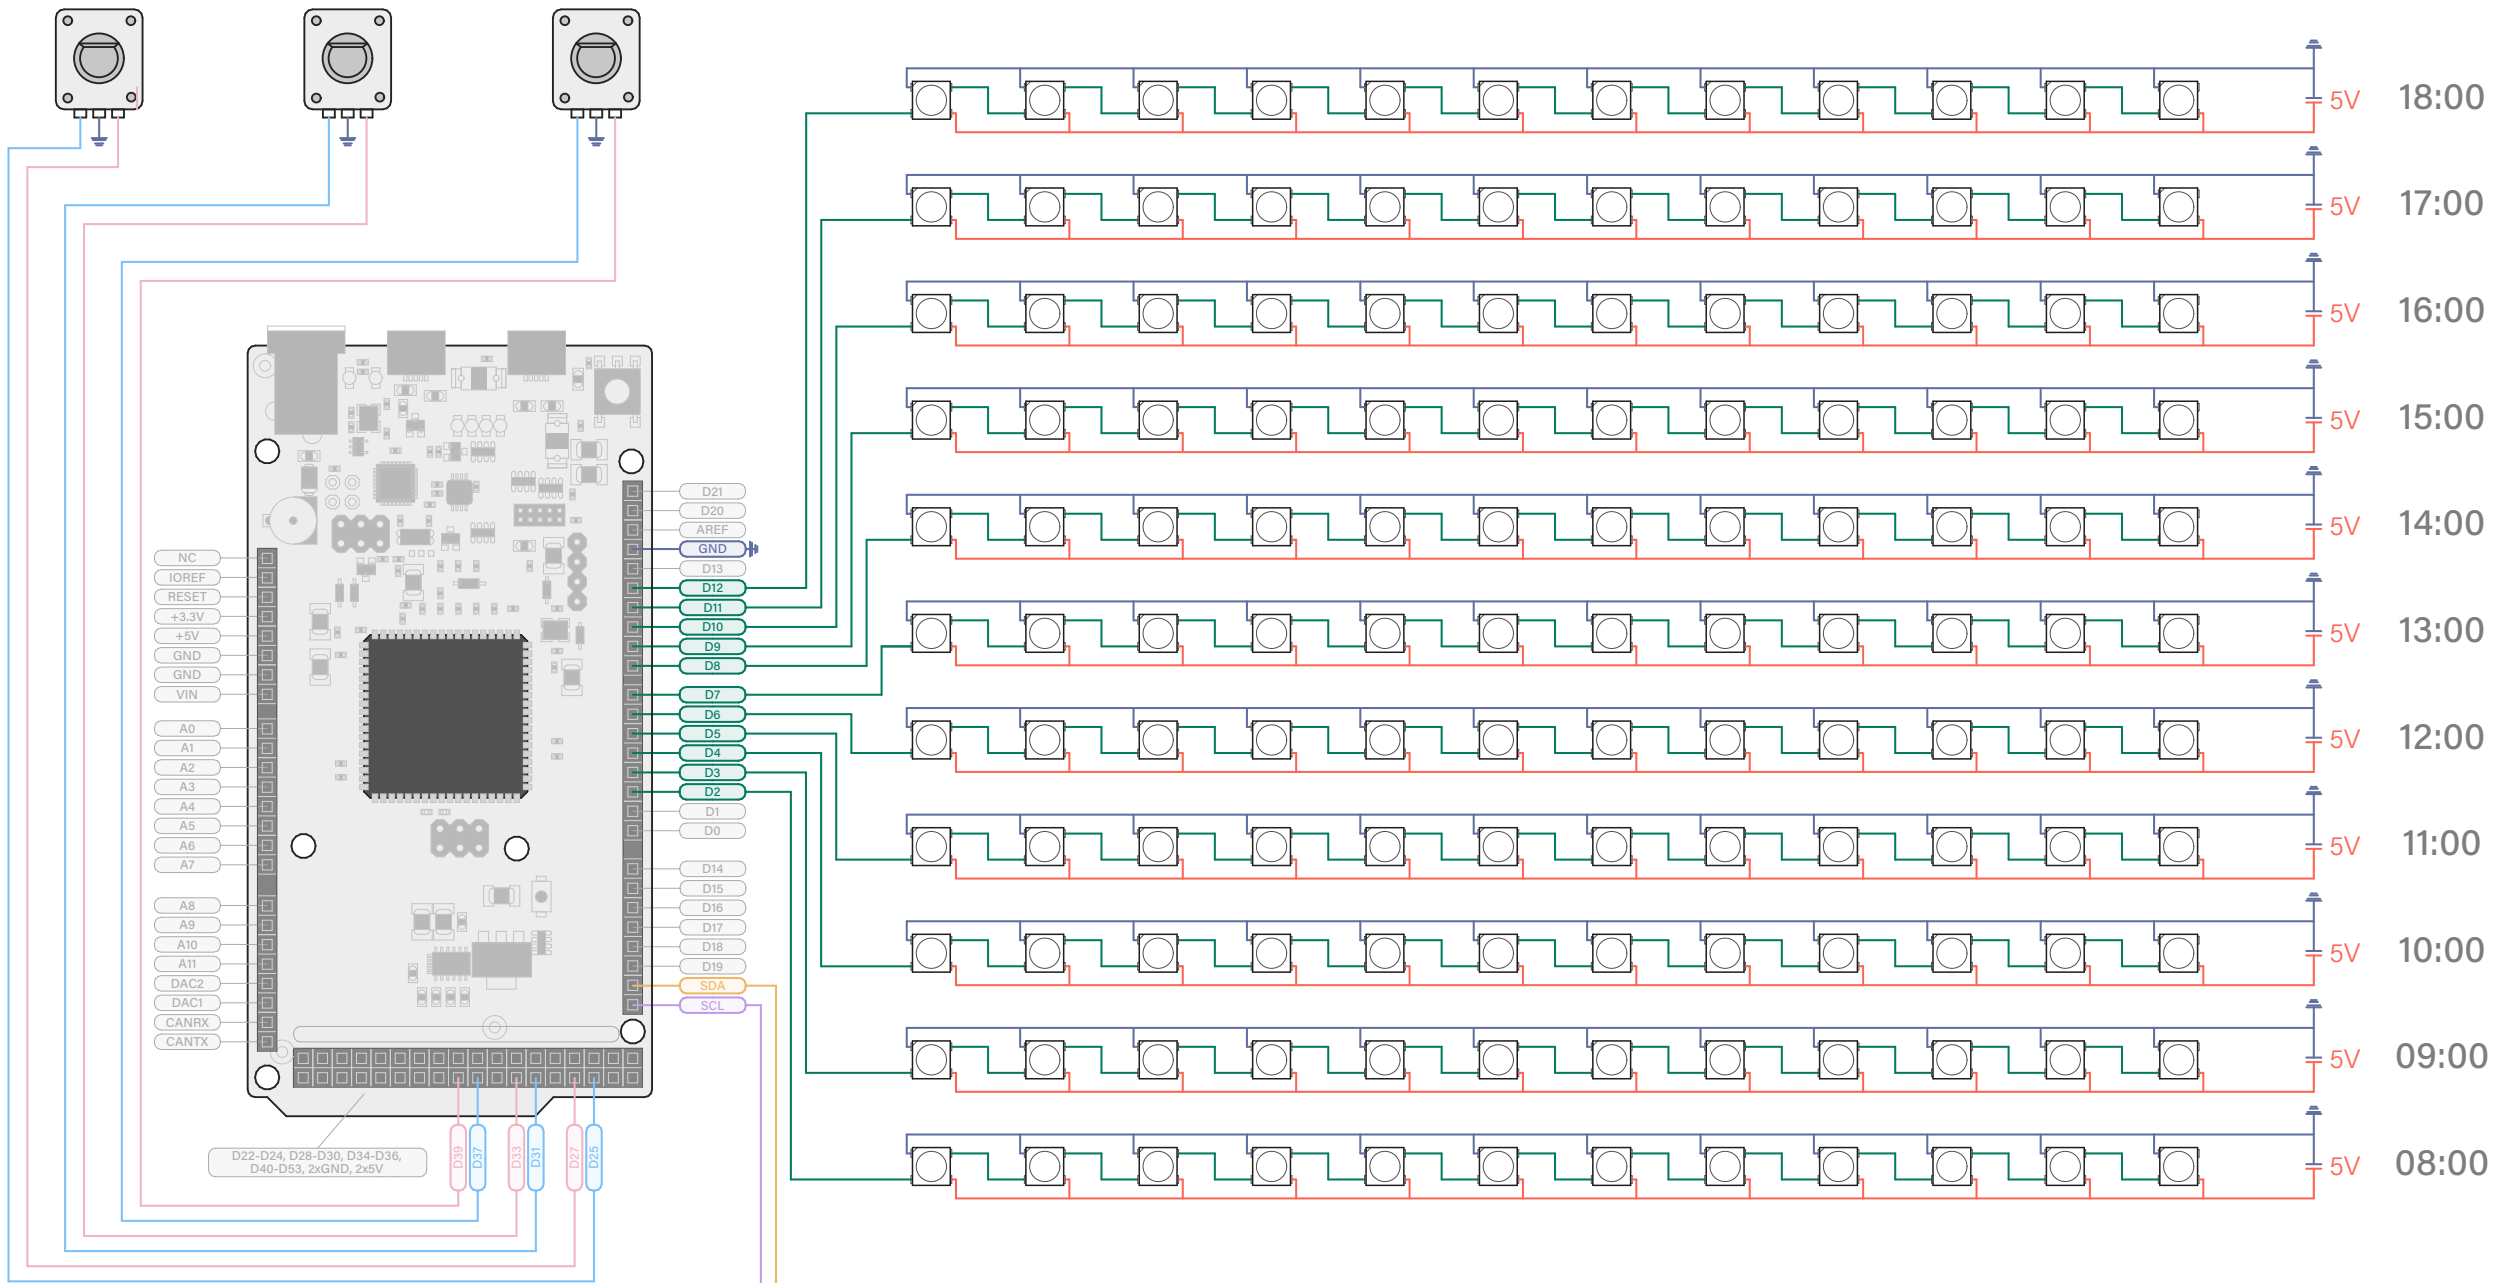 5V 18:00
5V 17:00
5V 16:00
5V 15:00
5V 14:00
5V 13:00
5V 12:00
5V 11:00
5V 10:00
5V 09:00
5V 08:00
NC
IOREF
RESET
+3.3V
+5V
GND
GND
VIN
A0
A1
A2
A3
A4
A5
A6
A7
A8
A9
A10
A11
DAC2
DAC1
CANRX
CANTX
D21
D20
AREF
GND
D13
D12
D11
D10
D9
D8
D7
D6
D5
D4
D3
D2
D1
D0
D14
D15
D16
D17
D18
D19
SDA
SCL
D22-D24, D28-D30, D34-D36,
D40-D53, 2xGND, 2x5V
D39
D37
D33
D31
D27
D25